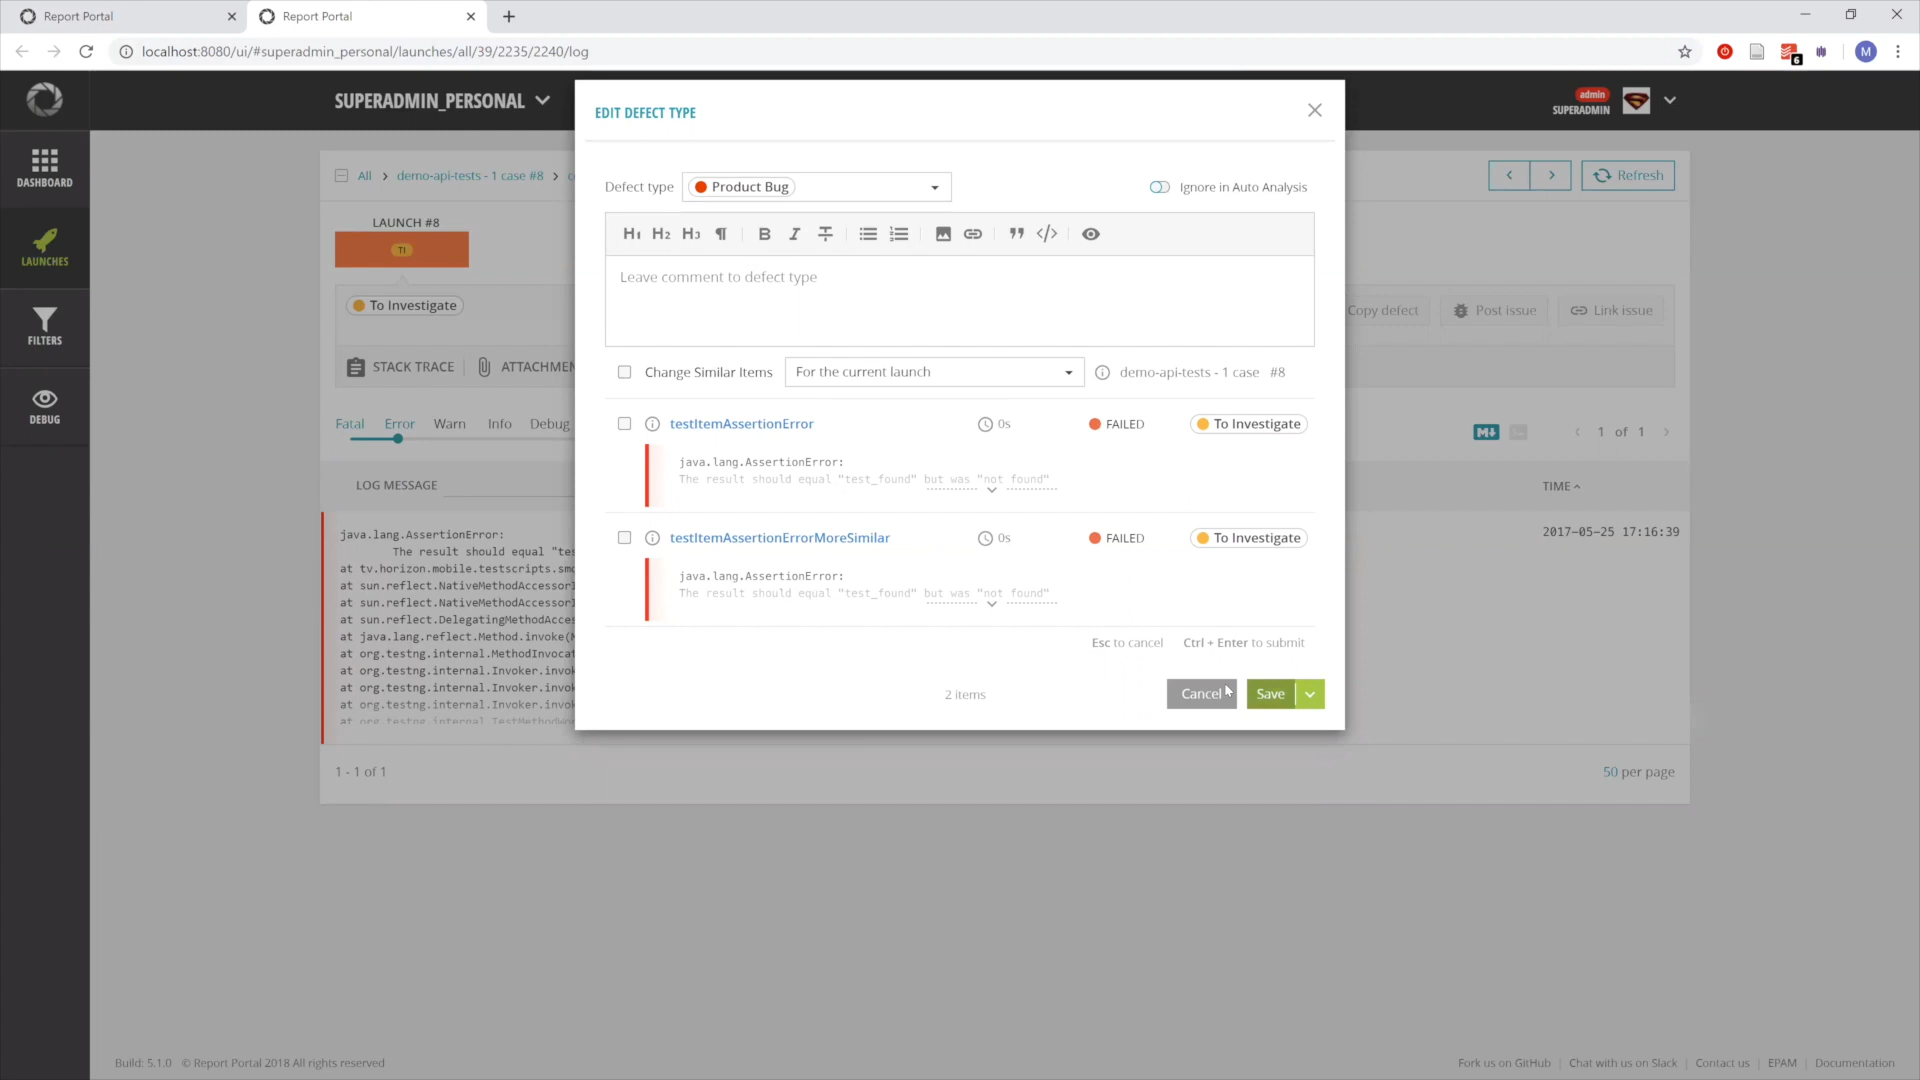 Report Portal
Report Portal
localhost:8080/ui/#superadmin_personal/launches/all/39/2235/2240/log
6
M
SUPERADMIN_PERSONAL
admin
SUPERADMIN
DASHBOARD
LAUNCHES
FILTERS
DEBUG
All
demo-api-tests - 1 case #8
Refresh
LAUNCH #8
TI
To Investigate
Copy defect
Post issue
Link issue
STACK TRACE
Fatal
Error
Warn
Info
Debug
M
1 of 1
LOG MESSAGE
TIME
java.lang.AssertionError:
The result should equal "tes
at tv.horizon.mobile.testscripts.smo
at sun.reflect.NativeMethodAccessorI
at sun.reflect.NativeMethodAccessorI
at sun.reflect.DelegatingMethodAcces
at java.lang.reflect.Method.invoke(M
at org.testng.internal.MethodInvocat
at org.testng.internal.Invoker.invok
at org.testng.internal.Invoker.invok
at org.testng.internal.Invoker.invok
at org.testng.internal.TestMethodWor
2017-05-25 17:16:39
1 - 1 of 1
50 per page
EDIT DEFECT TYPE
Defect type
Product Bug
Ignore in Auto Analysis
H1 H2 H3 ¶ B I T
Leave comment to defect type
Change Similar Items
For the current launch
demo-api-tests - 1 case #8
testItemAssertionError
0s
FAILED
To Investigate
java.lang.AssertionError:
The result should equal "test_found" but was "not found"
testItemAssertionErrorMoreSimilar
0s
FAILED
To Investigate
java.lang.AssertionError:
The result should equal "test_found" but was "not found"
Esc to cancel
Ctrl + Enter to submit
2 items
Cancel
Save
Build: 5.1.0 © Report Portal 2018 All rights reserved
Fork us on GitHub | Chat with us on Slack | Contact us | EPAM | Documentation